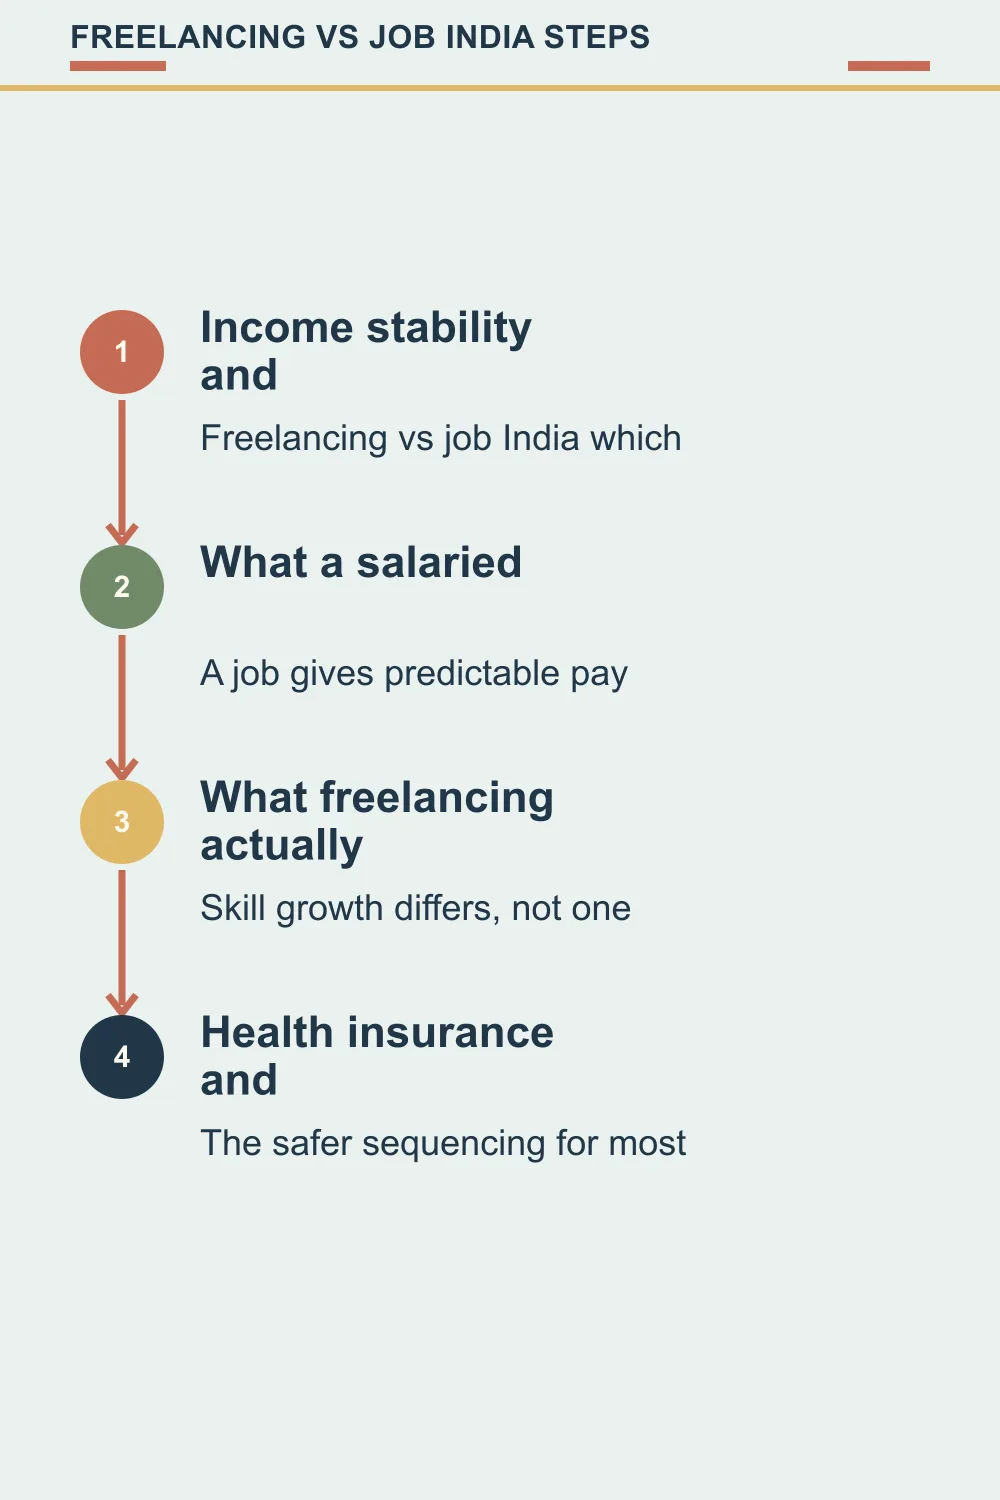 FREELANCING VS JOB INDIA STEPS
1
Income stability
and
Freelancing vs job India which
2
What a salaried
A job gives predictable pay
3
What freelancing
actually
Skill growth differs, not one
4
Health insurance
and
The safer sequencing for most